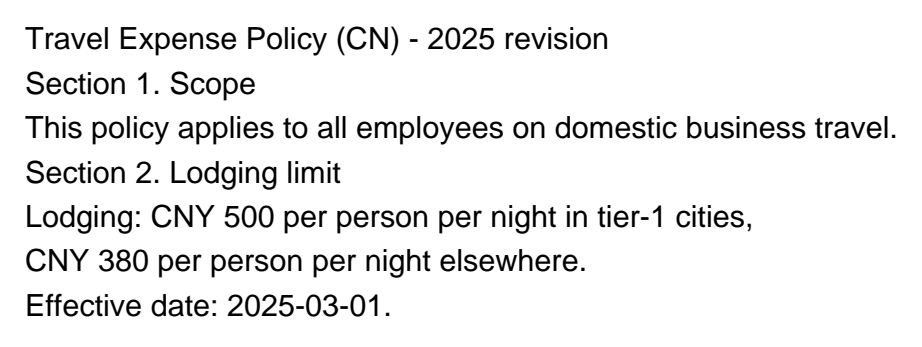 Travel Expense Policy (CN) - 2025 revision
Section 1. Scope
This policy applies to all employees on domestic business travel.
Section 2. Lodging limit
Lodging: CNY 500 per person per night in tier-1 cities,
CNY 380 per person per night elsewhere.
Effective date: 2025-03-01.